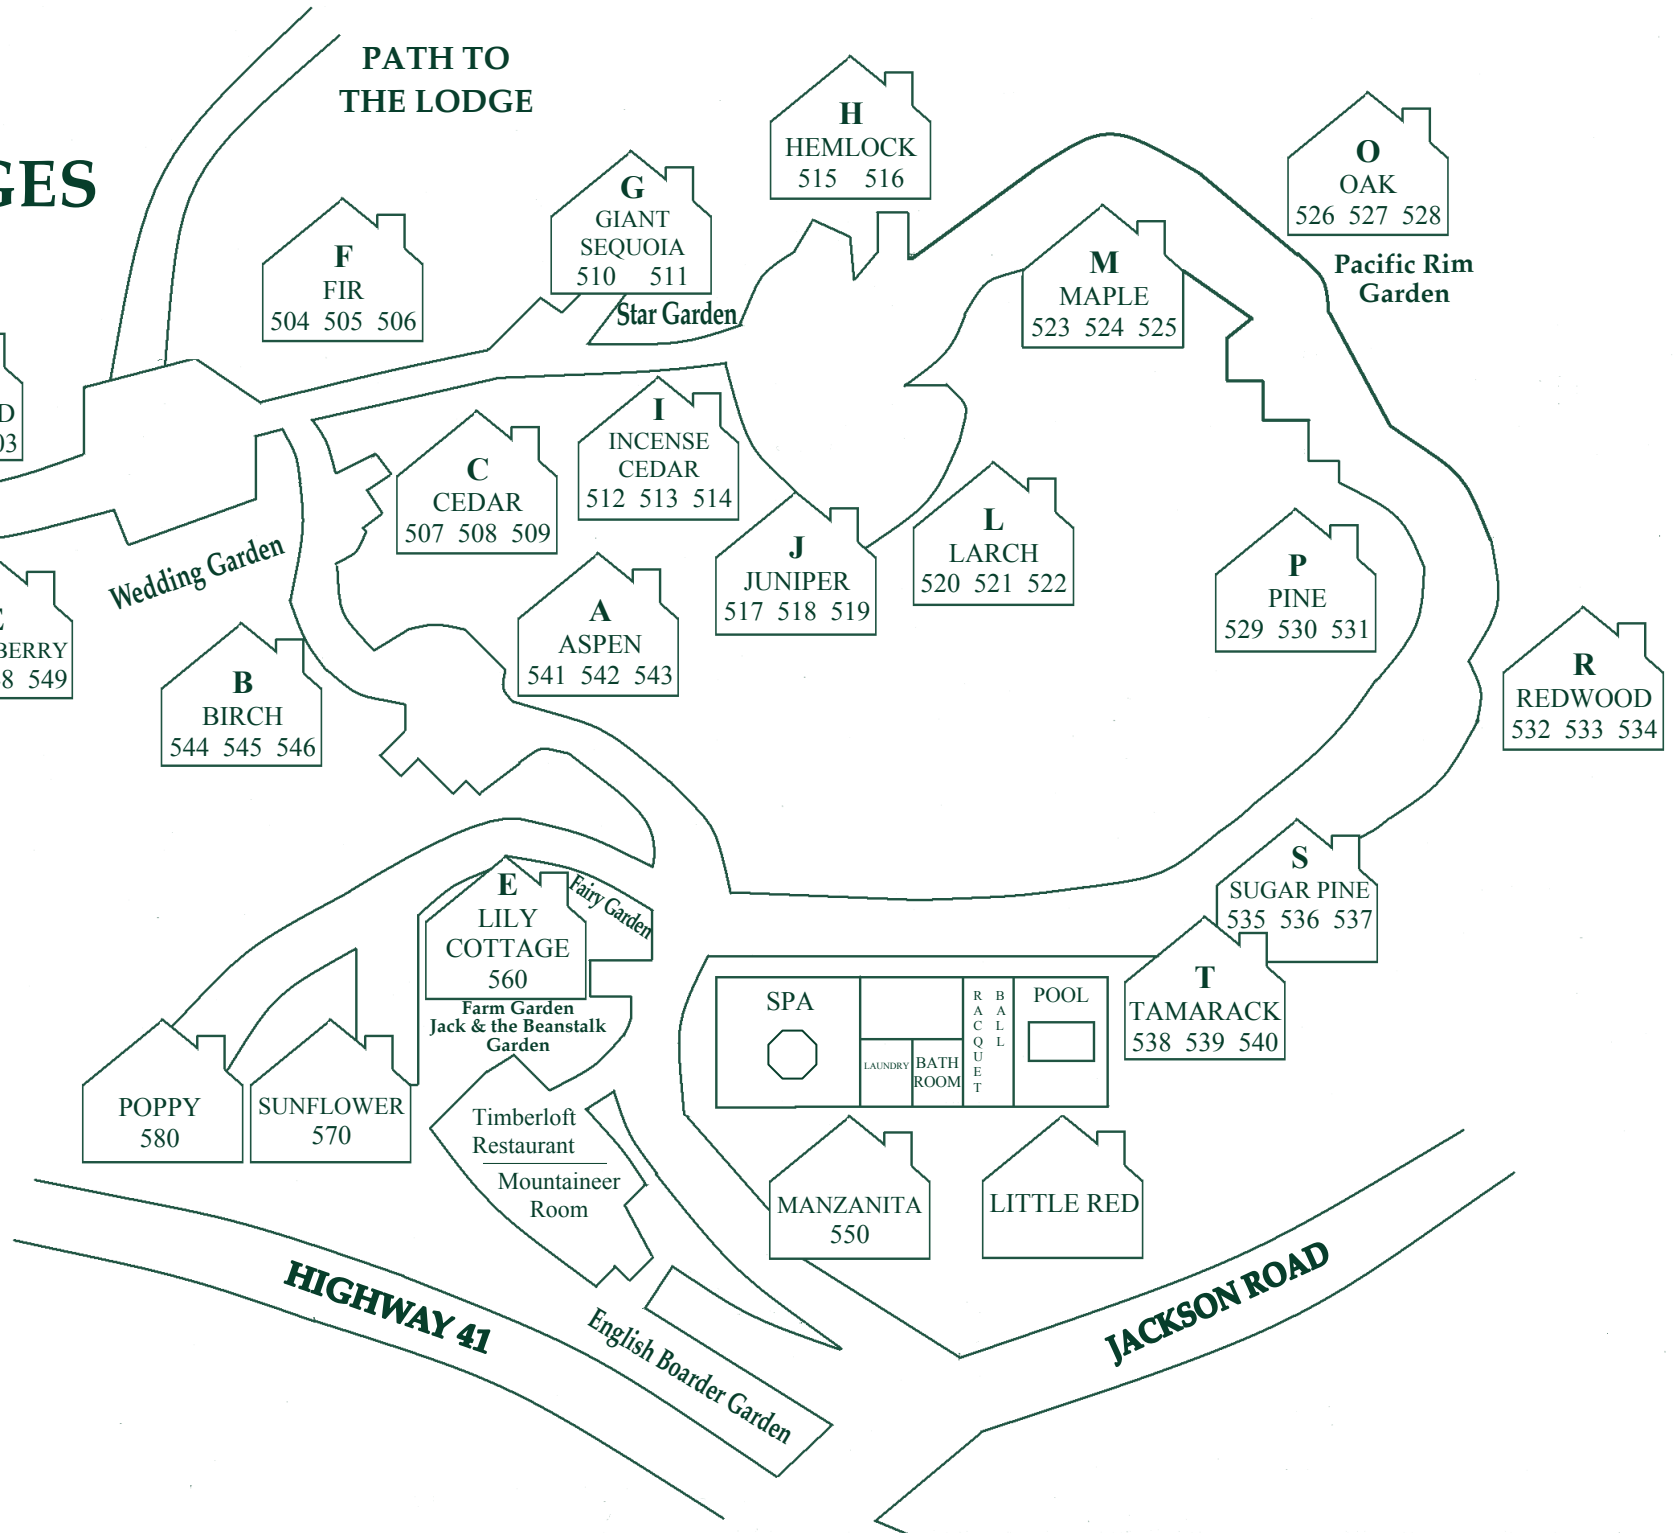 PATH TO
THE LODGE
GES
H
HEMLOCK
515 516
O
OAK
526 527 528
Pacific Rim
Garden
G
GIANT
SEQUOIA
510 511
Star Garden
F
FIR
504 505 506
M
MAPLE
523 524 525
D
03
I
INCENSE
CEDAR
512 513 514
C
CEDAR
507 508 509
L
LARCH
520 521 522
J
JUNIPER
517 518 519
P
PINE
529 530 531
Wedding Garden
A
ASPEN
541 542 543
BERRY
8 549
B
BIRCH
544 545 546
R
REDWOOD
532 533 534
S
SUGAR PINE
535 536 537
E
LILY
COTTAGE
560
Fairy Garden
Farm Garden
Jack & the Beanstalk
Garden
SPA
LAUNDRY
BATH
ROOM
RACQUET
BALL
POOL
T
TAMARACK
538 539 540
POPPY
580
SUNFLOWER
570
Timberloft
Restaurant
Mountaineer
Room
MANZANITA
550
LITTLE RED
HIGHWAY 41
English Boarder Garden
JACKSON ROAD